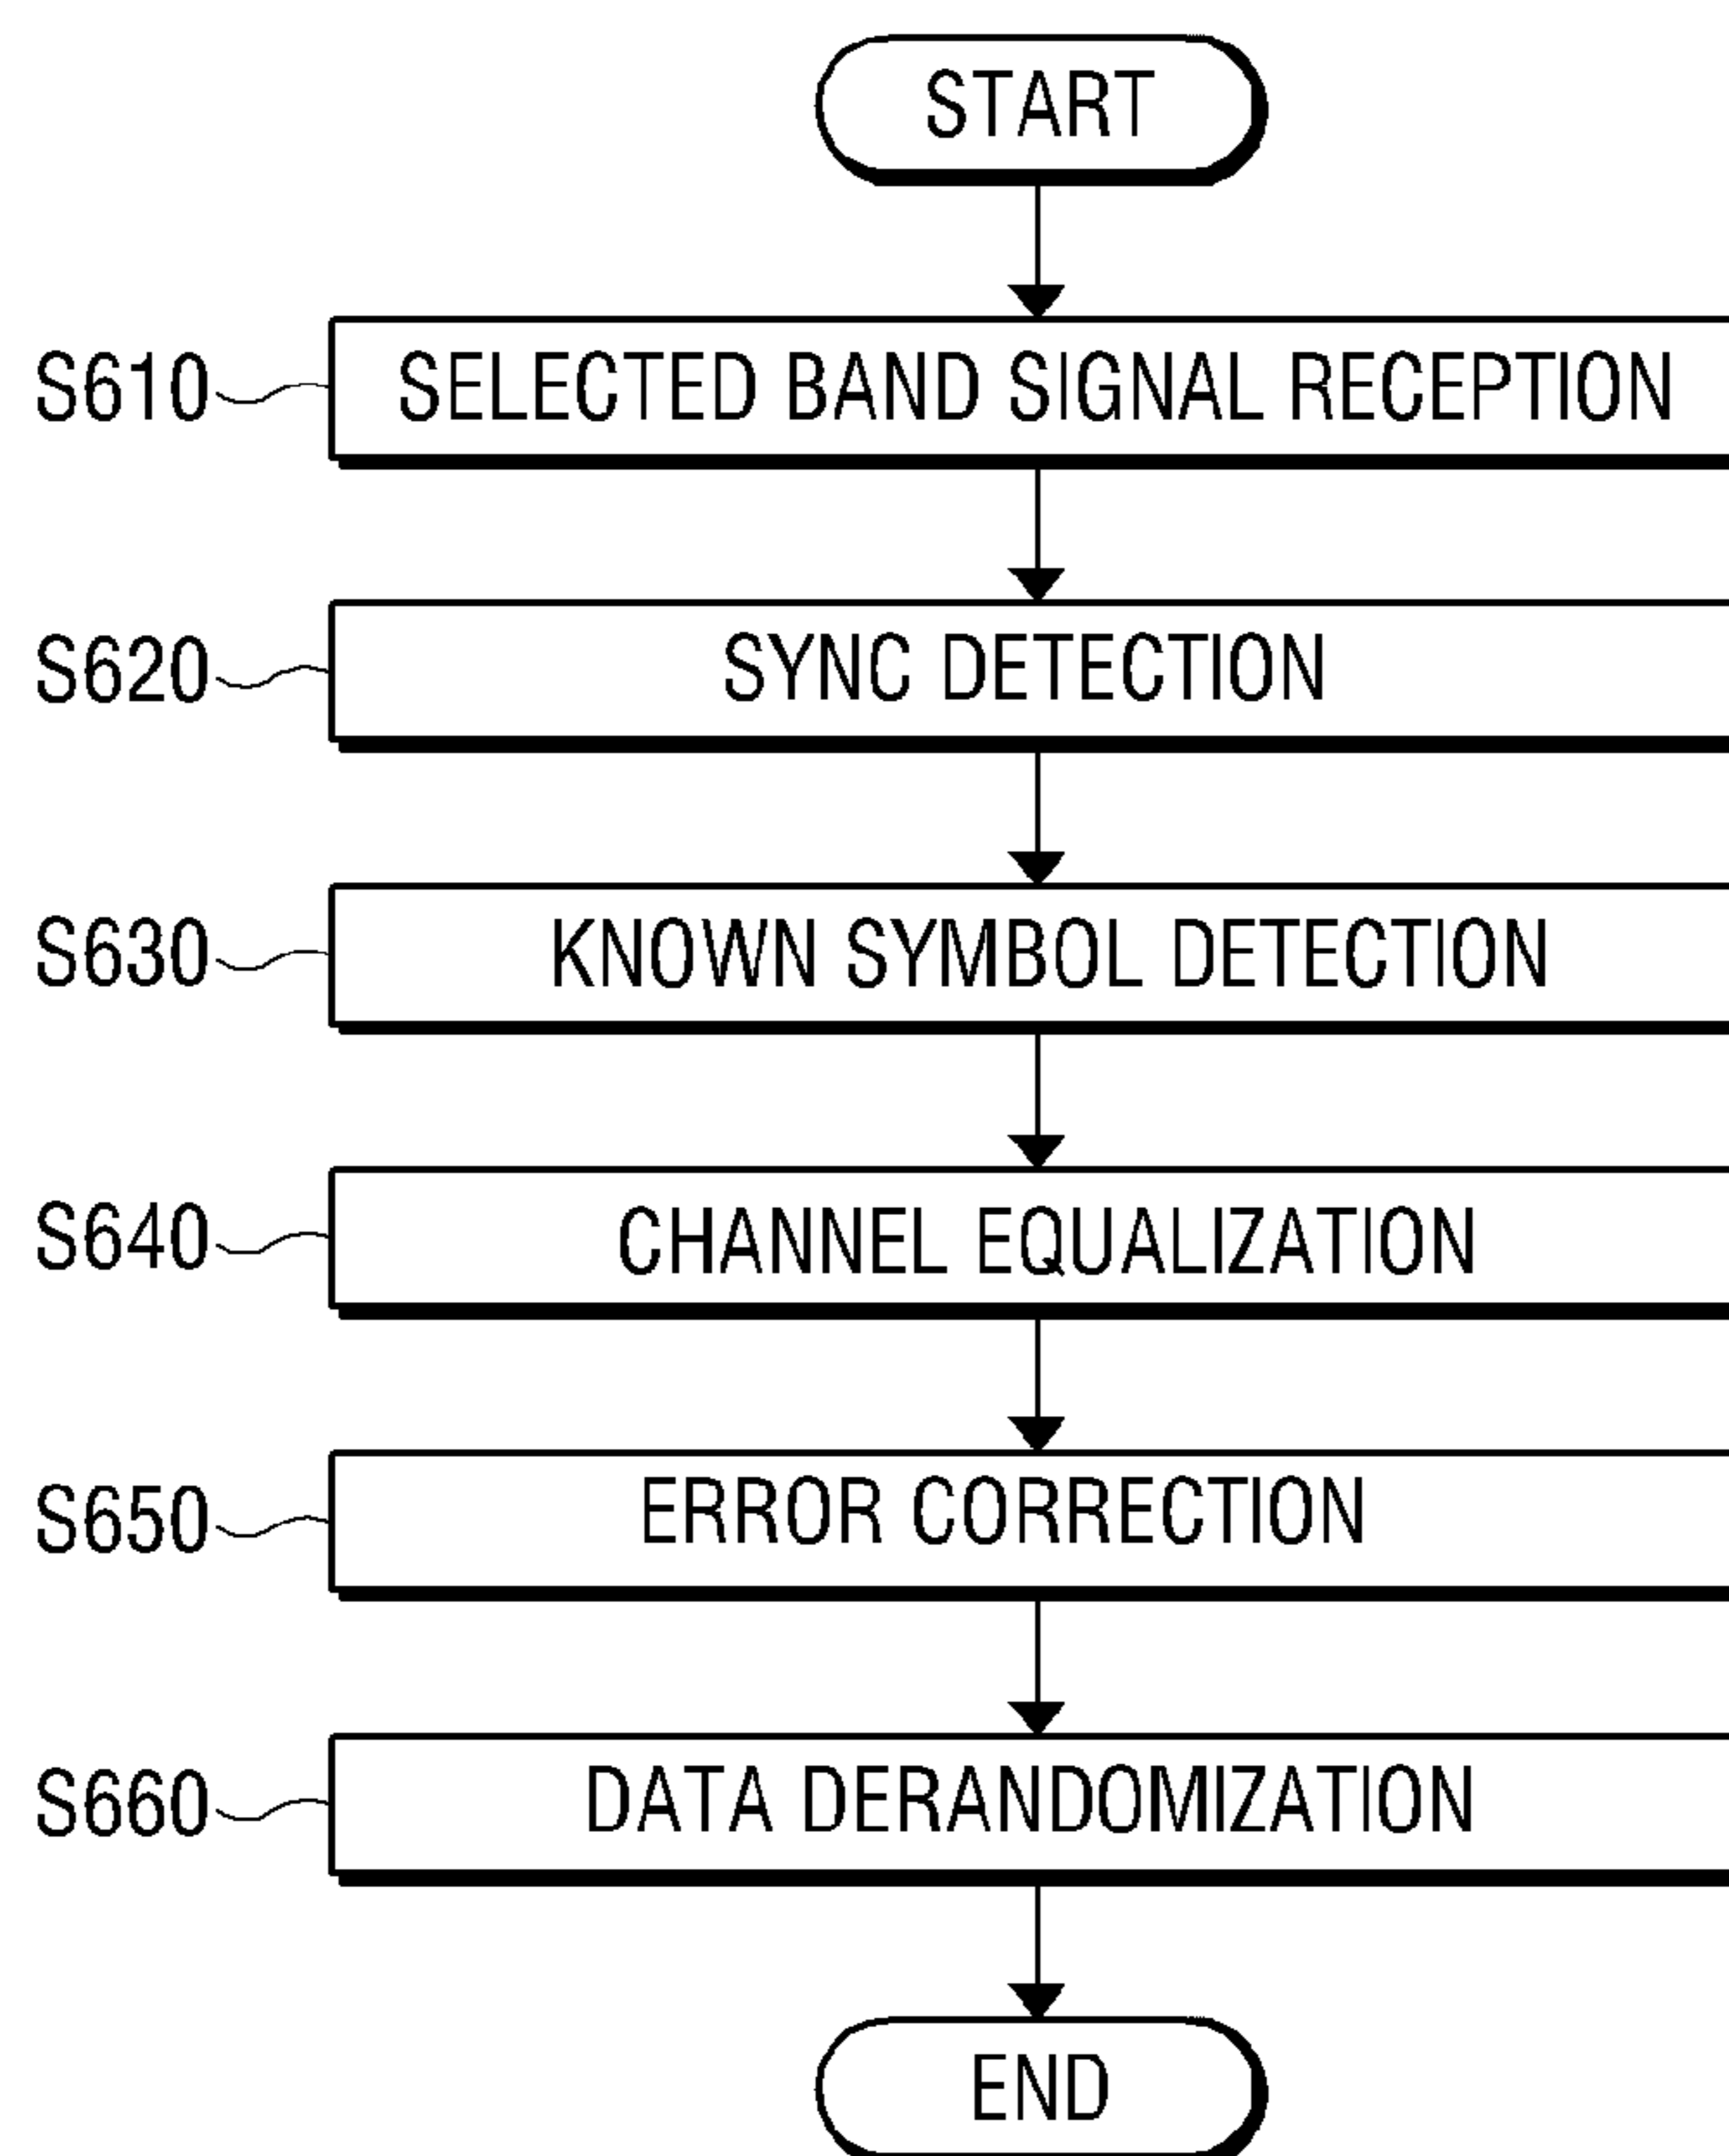 START
S610 SELECTED BAND SIGNAL RECEPTION
S620 SYNC DETECTION
S630 KNOWN SYMBOL DETECTION
S640 CHANNEL EQUALIZATION
S650 ERROR CORRECTION
S660 DATA DERANDOMIZATION
END